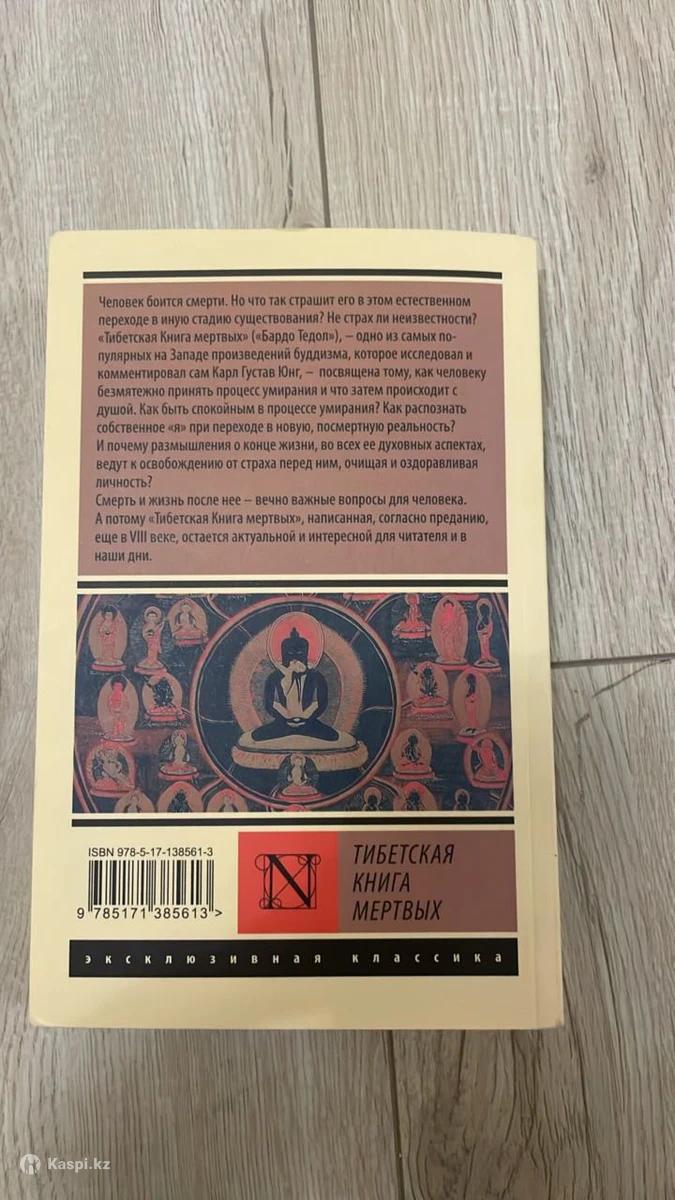 Человек боится смерти. Но что так страшит его в этом естественном
переходе в иную стадию существования? Не страх ли неизвестности?
«Тибетская Книга мертвых» («Бардо Тедол»), – одно из самых по-
пулярных на Западе произведений буддизма, которое исследовал и
комментировал сам Карл Густав Юнг, – посвящена тому, как человеку
безмятежно принять процесс умирания и что затем происходит с
душой. Как быть спокойным в процессе умирания? Как распознать
собственное «я» при переходе в новую, посмертную реальность?
И почему размышления о конце жизни, во всех ее духовных аспектах,
ведут к освобождению от страха перед ним, очищая и оздоравливая
личность?
Смерть и жизнь после нее – вечно важные вопросы для человека.
А потому «Тибетская Книга мертвых», написанная, согласно преданию,
еще в VIII веке, остается актуальной и интересной для читателя и в
наши дни.
ISBN 978-5-17-138561-3
9 785171 385613 >
N
ТИБЕТСКАЯ
КНИГА
МЕРТВЫХ
эксклюзивная классика
Kaspi.kz